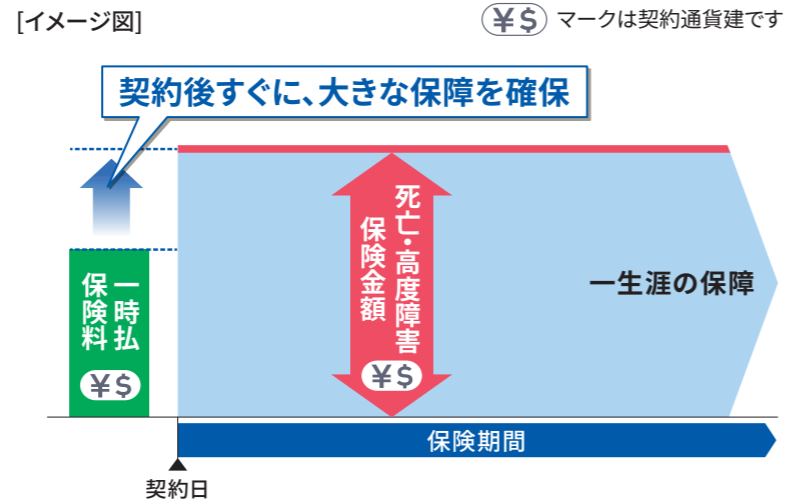 [イメージ図]
¥$ マークは契約通貨建です
契約後すぐに、大きな保障を確保
一時払
保険料
¥$
死亡・高度障害
保険金額
¥$
一生涯の保障
保険期間
契約日